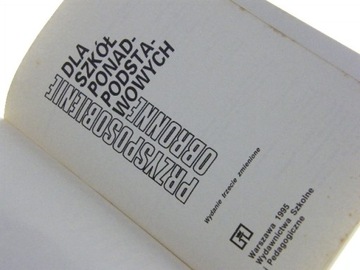 PRZYSPOSOBIENIE
OBRONNE
DLA
SZKÓŁ
PONAD-
PODSTA-
WOWYCH
Wydanie trzecie zmienione
Warszawa 1995
Wydawnictwa Szkolne
Pedagogiczne